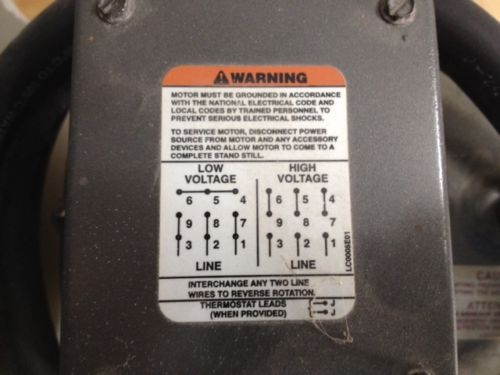 WARNING
MOTOR MUST BE GROUNDED IN ACCORDANCE
WITH THE NATIONAL ELECTRICAL CODE AND
LOCAL CODES BY TRAINED PERSONNEL TO
PREVENT SERIOUS ELECTRICAL SHOCKS.
TO SERVICE MOTOR, DISCONNECT POWER
SOURCE FROM MOTOR AND ANY ACCESSORY
DEVICES AND ALLOW MOTOR TO COME TO A
COMPLETE STAND STILL.
LOW HIGH
VOLTAGE VOLTAGE
6 5 4 6 5 4
9 8 7 9 8 7
3 2 1 3 2 1
LINE LINE
LC0005E01
INTERCHANGE ANY TWO LINE
WIRES TO REVERSE ROTATION.
THERMOSTAT LEADS J
(WHEN PROVIDED) J